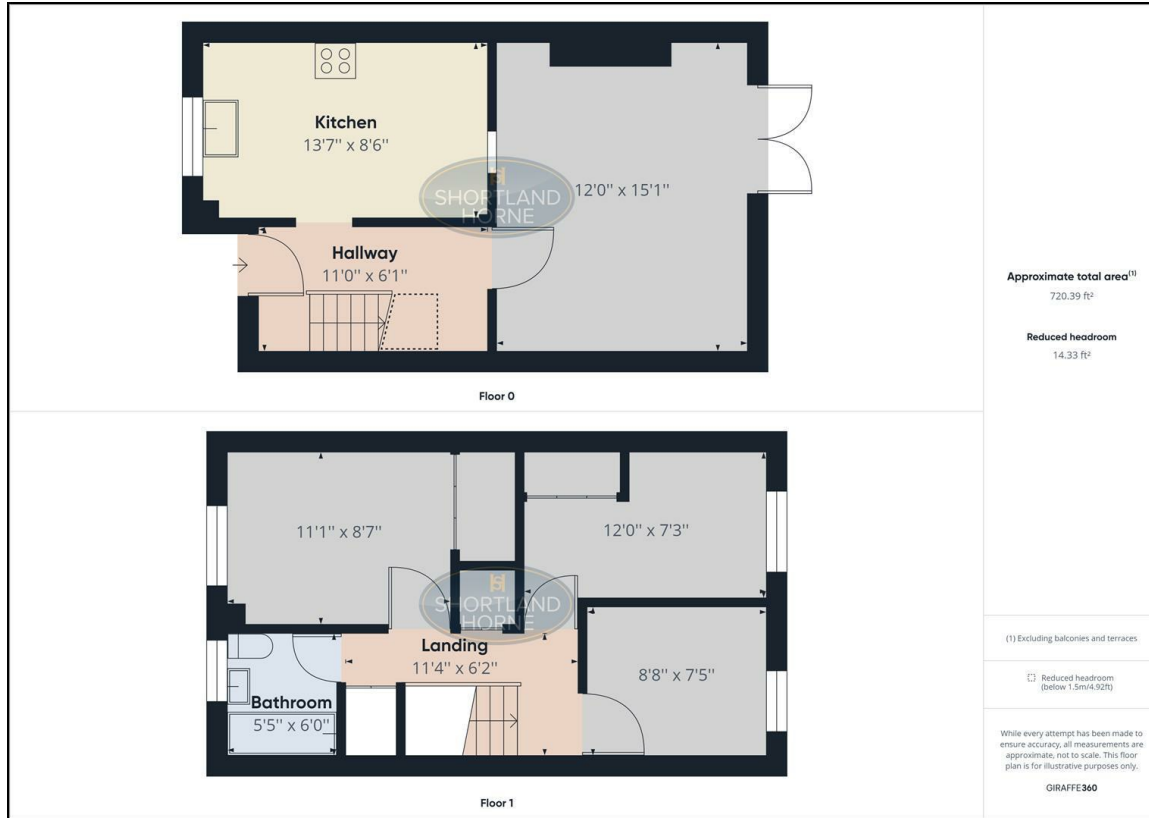 Kitchen
13'7'' x 8'6''
SHORTLAND
HORNE
12'0'' x 15'1''
Hallway
11'0'' x 6'1''
Floor 0
11'1'' x 8'7''
12'0'' x 7'3''
SHORTLAND
HORNE
Landing
11'4'' x 6'2''
8'8'' x 7'5''
Bathroom
5'5'' x 6'0''
Floor 1
Approximate total area(1)
720.39 ft²
Reduced headroom
14.33 ft²
(1) Excluding balconies and terraces
Reduced headroom
(below 1.5m/4.92ft)
While every attempt has been made to
ensure accuracy, all measurements are
approximate, not to scale. This floor
plan is for illustrative purposes only.
GIRAFFE360